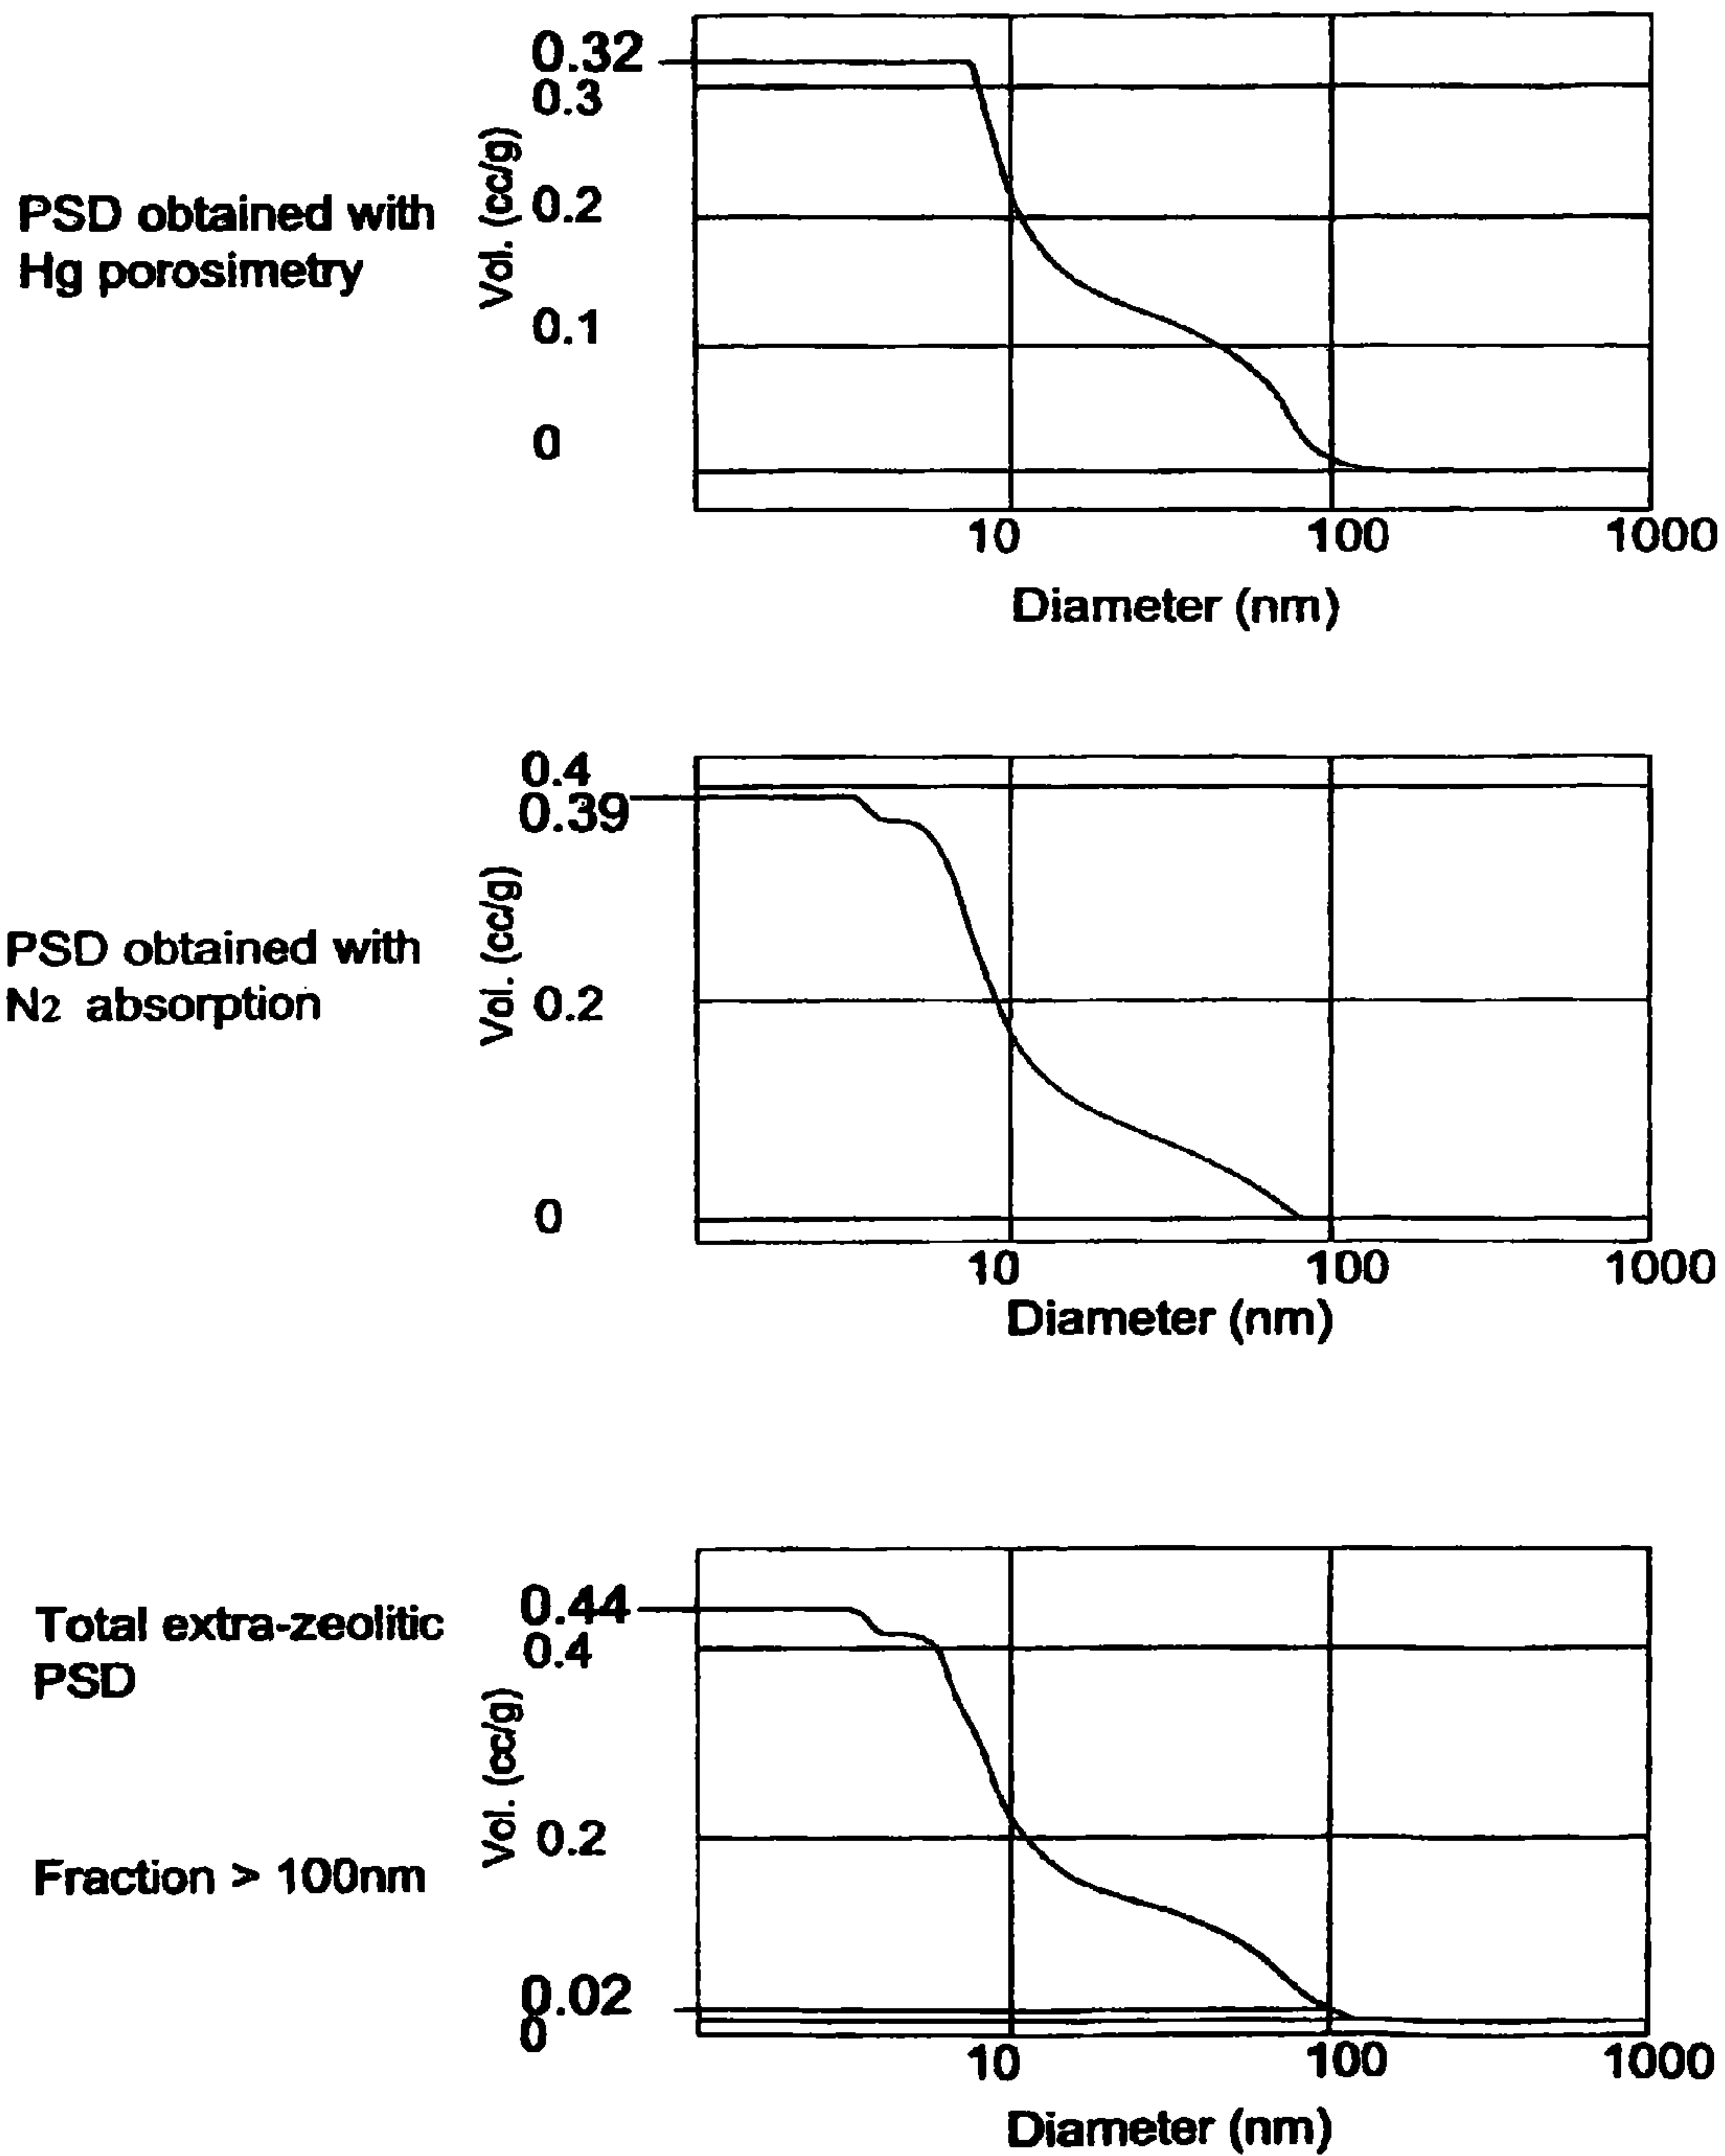 PSD obtained with
Hg porosimetry
Vol. (cc/g)
0.32
0.3
0.2
0.1
0
10 100 1000
Diameter (nm)
PSD obtained with
N2 absorption
Vol. (cc/g)
0.4
0.39
0.2
0
10 100 1000
Diameter (nm)
Total extra-zeolitic
PSD
Fraction > 100nm
Vol. (cc/g)
0.44
0.4
0.2
0.02
0
10 100 1000
Diameter (nm)